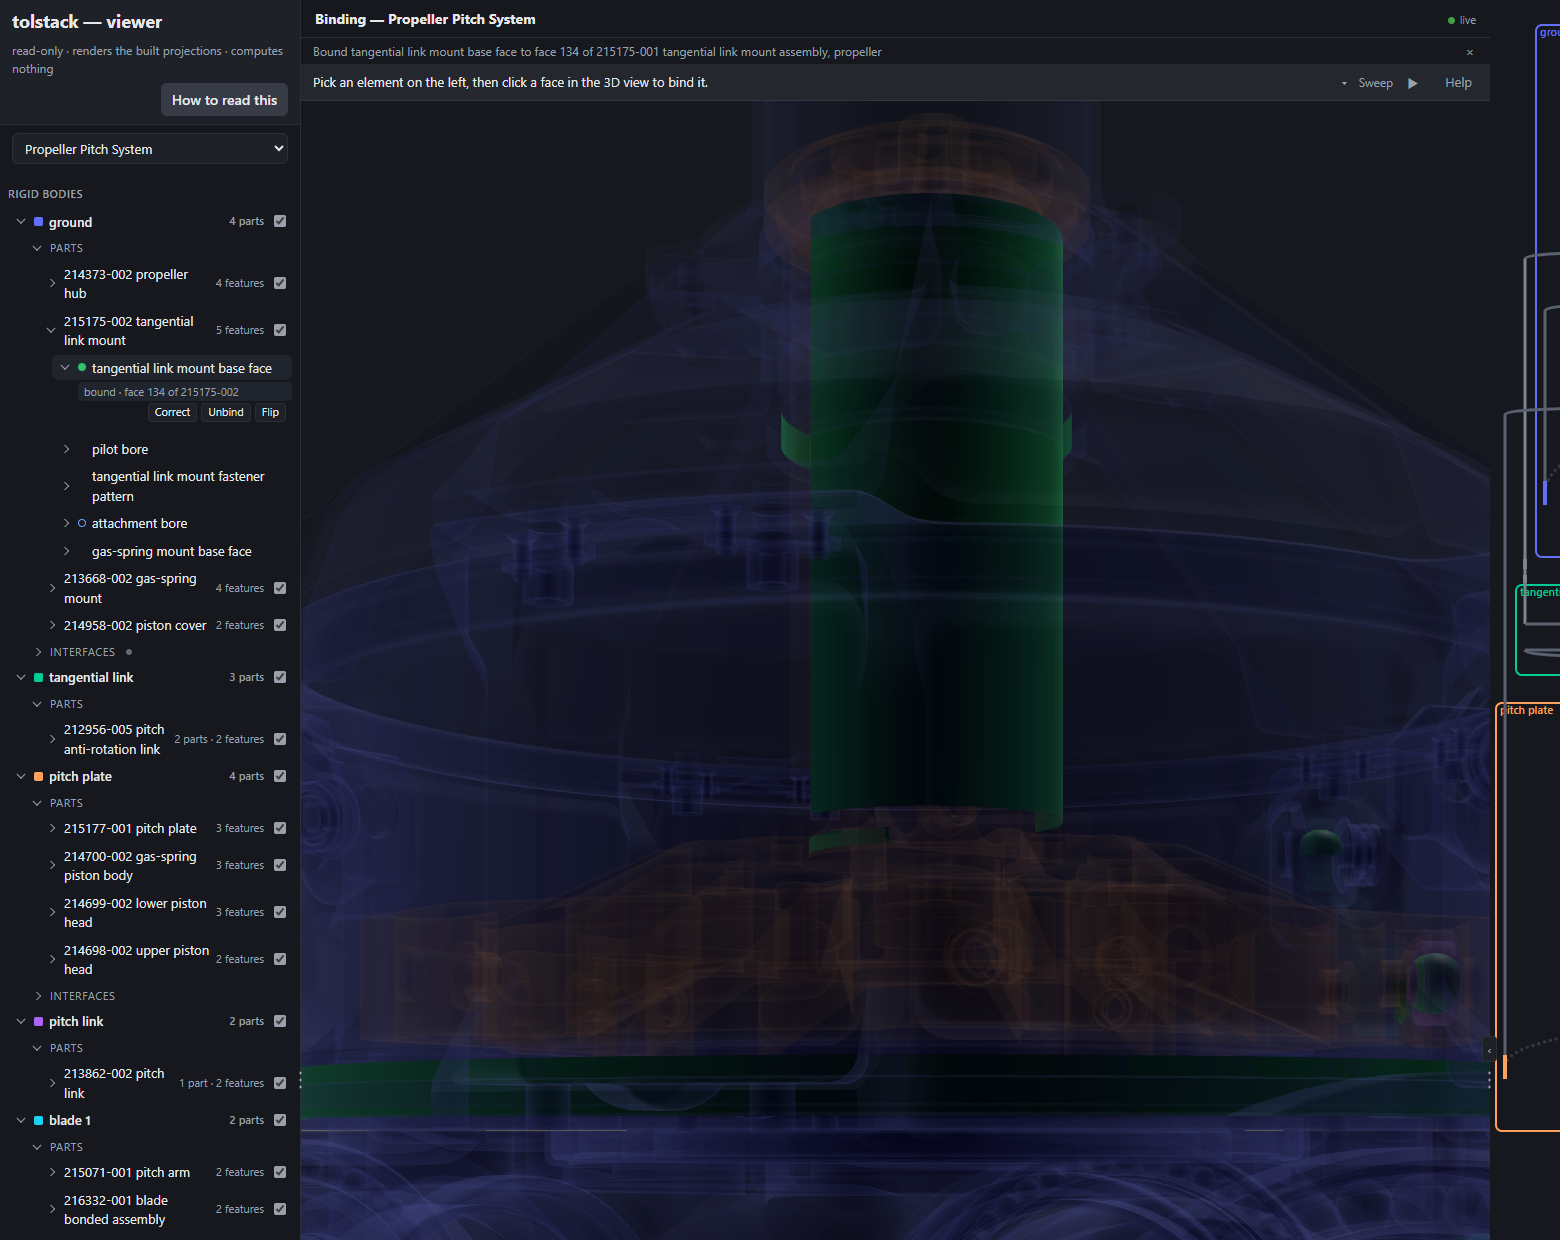 tolstack — viewer
read-only · renders the built projections · computes
nothing
How to read this
Propeller Pitch System
RIGID BODIES
ground
4 parts
PARTS
214373-002 propeller
hub
4 features
215175-002 tangential
link mount
5 features
tangential link mount base face
bound · face 134 of 215175-002
Correct
Unbind
Flip
pilot bore
tangential link mount fastener
pattern
attachment bore
gas-spring mount base face
213668-002 gas-spring
mount
4 features
214958-002 piston cover
2 features
INTERFACES
tangential link
3 parts
PARTS
212956-005 pitch
anti-rotation link
2 parts · 2 features
pitch plate
4 parts
PARTS
215177-001 pitch plate
3 features
214700-002 gas-spring
piston body
3 features
214699-002 lower piston
head
3 features
214698-002 upper piston
head
2 features
INTERFACES
pitch link
2 parts
PARTS
213862-002 pitch
link
1 part · 2 features
blade 1
2 parts
PARTS
215071-001 pitch arm
2 features
216332-001 blade
bonded assembly
2 features
Binding — Propeller Pitch System
live
Bound tangential link mount base face to face 134 of 215175-001 tangential link mount assembly, propeller
×
Pick an element on the left, then click a face in the 3D view to bind it.
Sweep
Help
grou
tangent
pitch plate